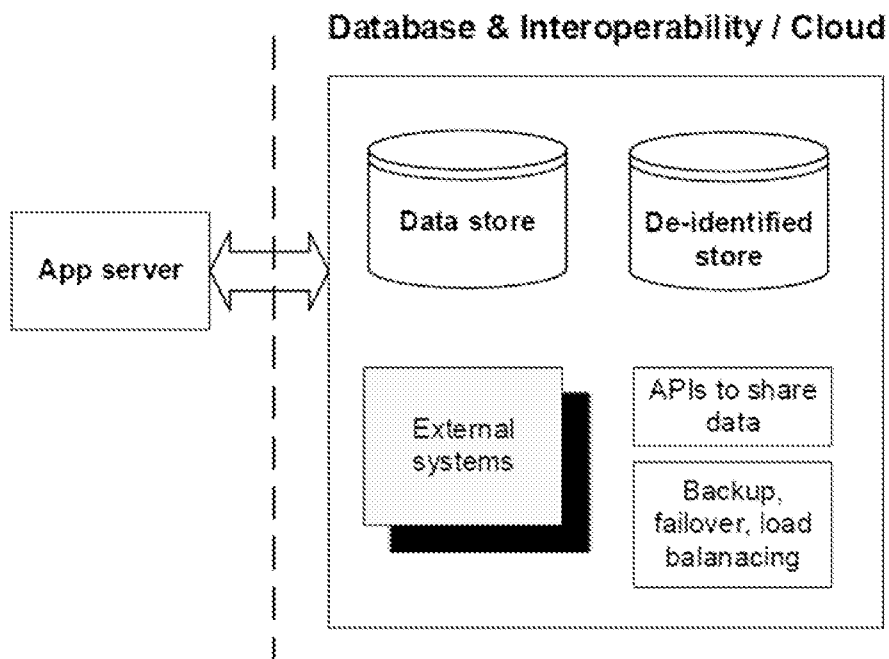 Database & Interoperability / Cloud
Data store
De-identified
store
App server
External
systems
APIs to share
data
Backup,
failover, load
balanacing